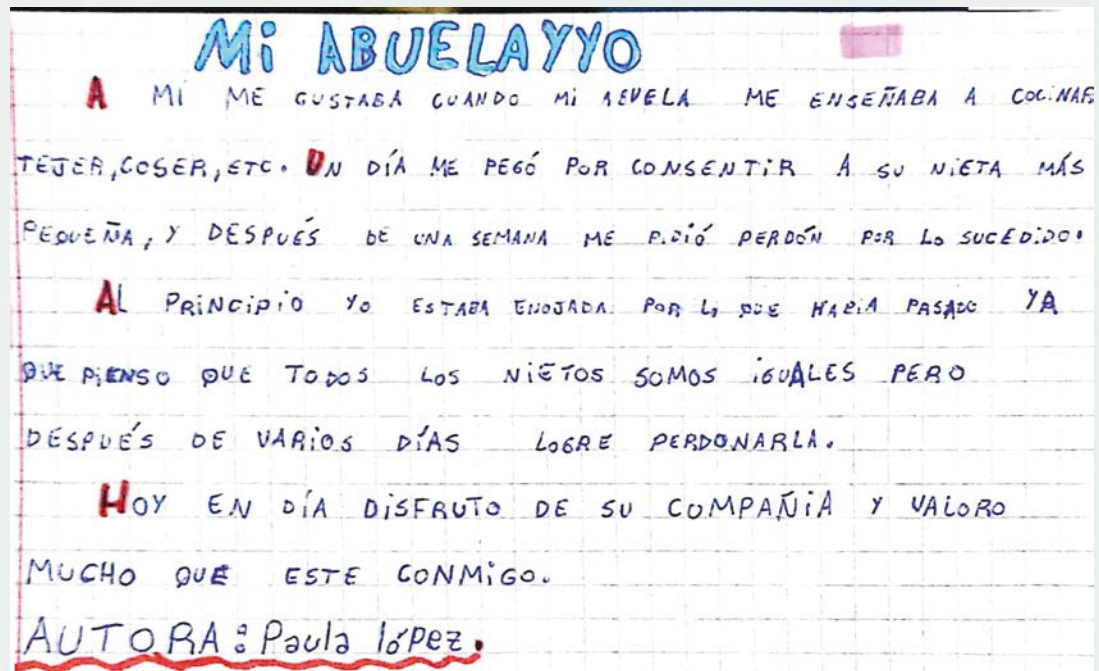 Mi ABUELA Y YO
A MI ME GUSTABA CUANDO Mi ABUELA ME ENSEÑABA A COCiNAR
TEJER, COSER, ETC. UN DÍA ME PEGÓ POR CONSENTiR A SU NiETA MÁS
PEQUEÑA, Y DESPUÉS DE UNA SEMANA ME PiDiÓ PERDÓN POR LO SUCEDiDO.
AL PRiNCiPiO YO ESTABA ENOJADA POR LO QUE HABiA PASADO YA
QUE PiENSO QUE TODOS LOS NiETOS SOMOS iGUALES PERO
DESPUÉS DE VARiOS DÍAS LOGRE PERDONARLA.
HOY EN DÍA DiSFRUTO DE SU COMPAÑiA Y VALORO
MUCHO QUE ESTE CONMiGO.
AUTORA: Paula lópez.